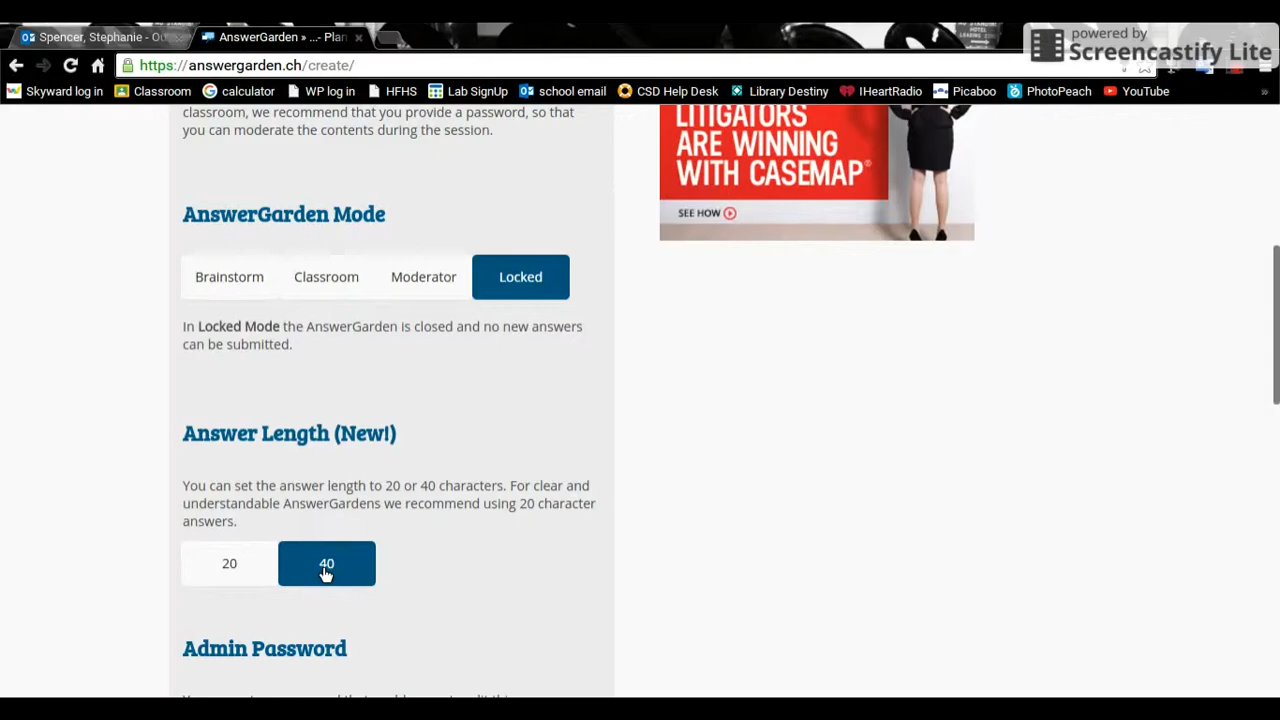 powered by
Screencastify Lite
Spencer, Stephanie - Ou
AnswerGarden » ...- Plan
https://answergarden.ch/create/
Skyward log in
Classroom
calculator
WP log in
HFHS
Lab SignUp
school email
CSD Help Desk
Library Destiny
IHeartRadio
Picaboo
PhotoPeach
YouTube
classroom, we recommend that you provide a password, so that
you can moderate the contents during the session.
LITIGATORS
ARE WINNING
WITH CASEMAP®
SEE HOW
AnswerGarden Mode
Brainstorm
Classroom
Moderator
Locked
In Locked Mode the AnswerGarden is closed and no new answers
can be submitted.
Answer Length (New!)
You can set the answer length to 20 or 40 characters. For clear and
understandable AnswerGardens we recommend using 20 character
answers.
20
40
Admin Password